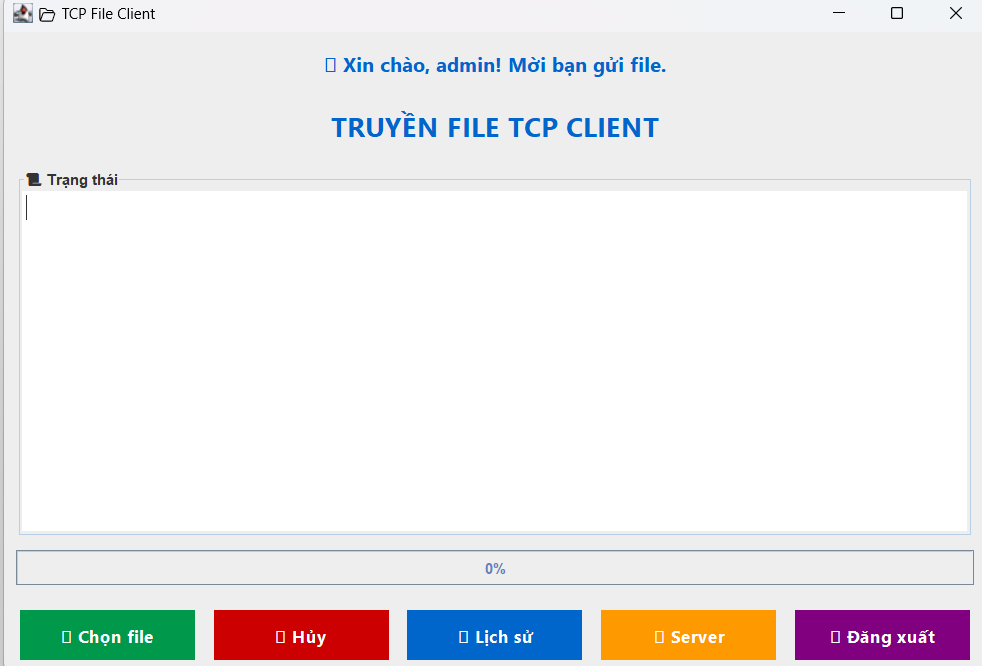 TCP File Client
Xin chào, admin! Mời bạn gửi file.
TRUYỀN FILE TCP CLIENT
Trạng thái
0%
Chọn file Hủy Lịch sử Server Đăng xuất